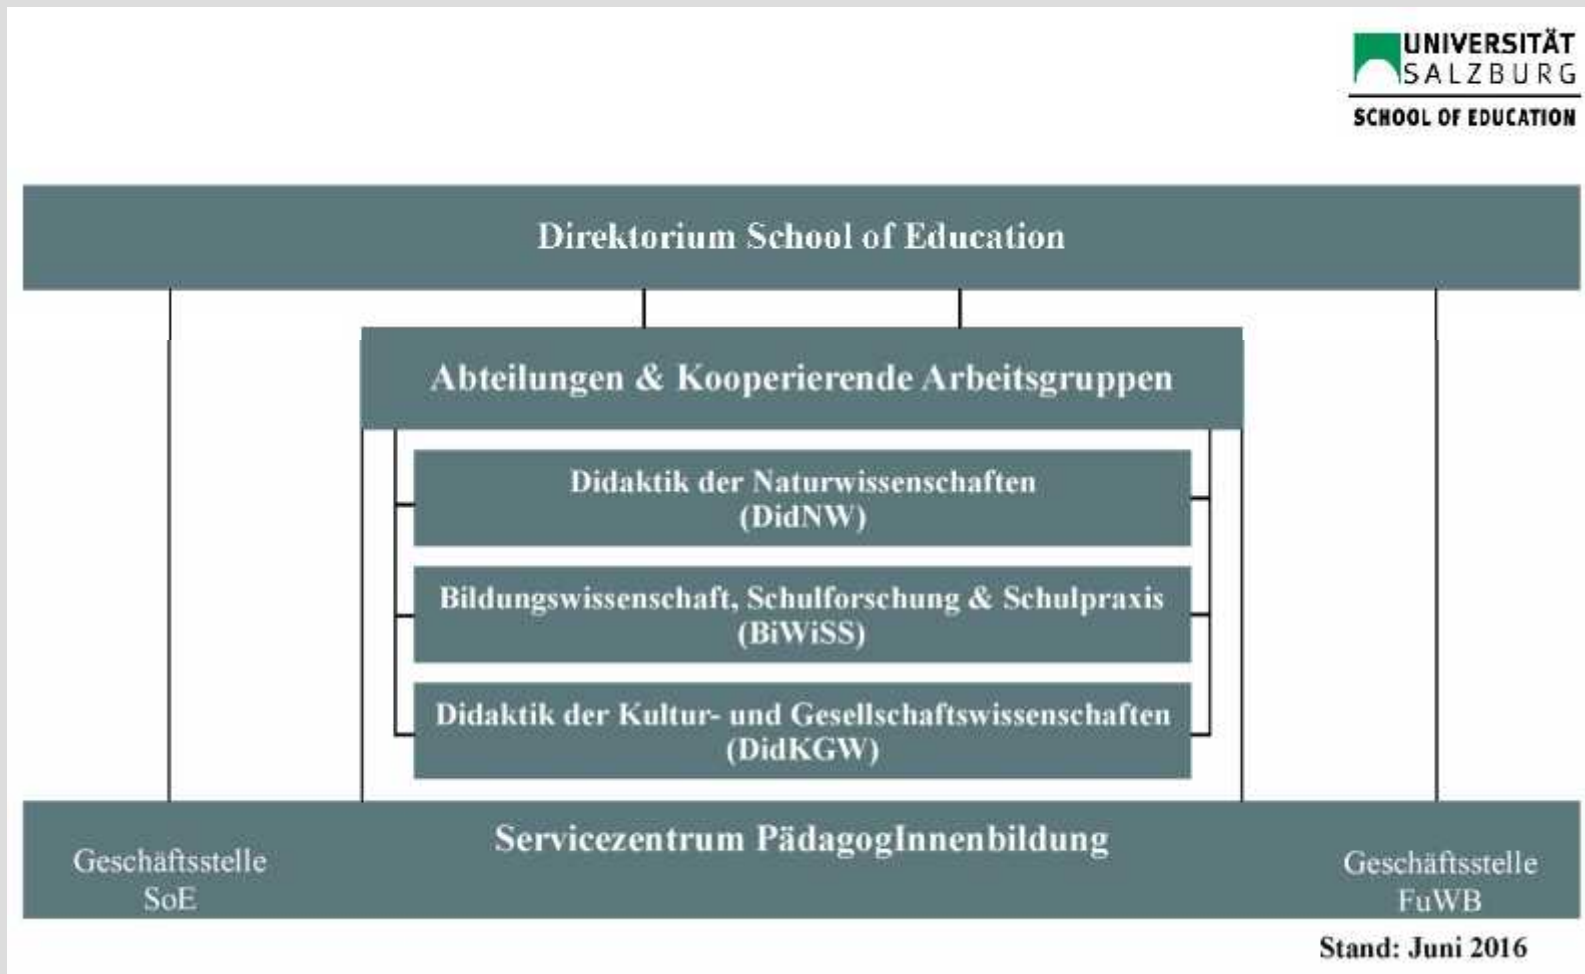 UNIVERSITÄT
SALZBURG
SCHOOL OF EDUCATION
Direktorium School of Education
Abteilungen & Kooperierende Arbeitsgruppen
Didaktik der Naturwissenschaften
(DidNW)
Bildungswissenschaft, Schulforschung & Schulpraxis
(BiWiSS)
Didaktik der Kultur- und Gesellschaftswissenschaften
(DidKGW)
Servicezentrum PädagogInnenbildung
Geschäftsstelle
SoE
Geschäftsstelle
FuWB
Stand: Juni 2016